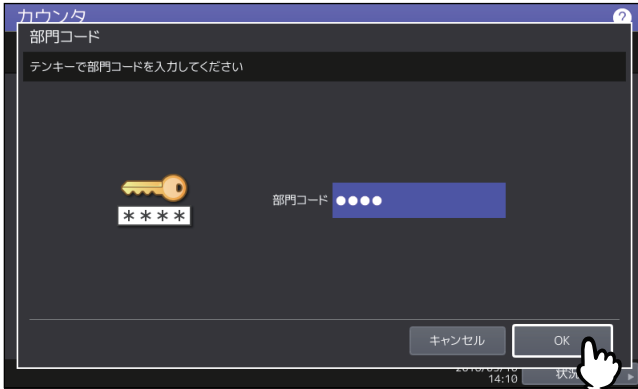 カウンタ
?
部門コード
テンキーで部門コードを入力してください
****
部門コード ●●●●
キャンセル
OK
14:10